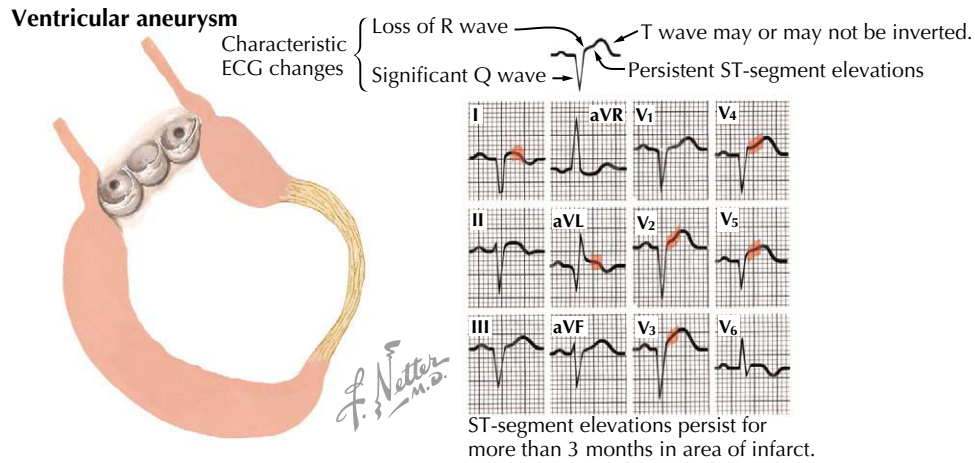 Ventricular aneurysm
Characteristic
ECG changes
Loss of R wave
Significant Q wave
T wave may or may not be inverted.
Persistent ST-segment elevations
I
aVR
V1
V4
II
aVL
V2
V5
III
aVF
V3
V6
F. Netter
M.D.
ST-segment elevations persist for
more than 3 months in area of infarct.